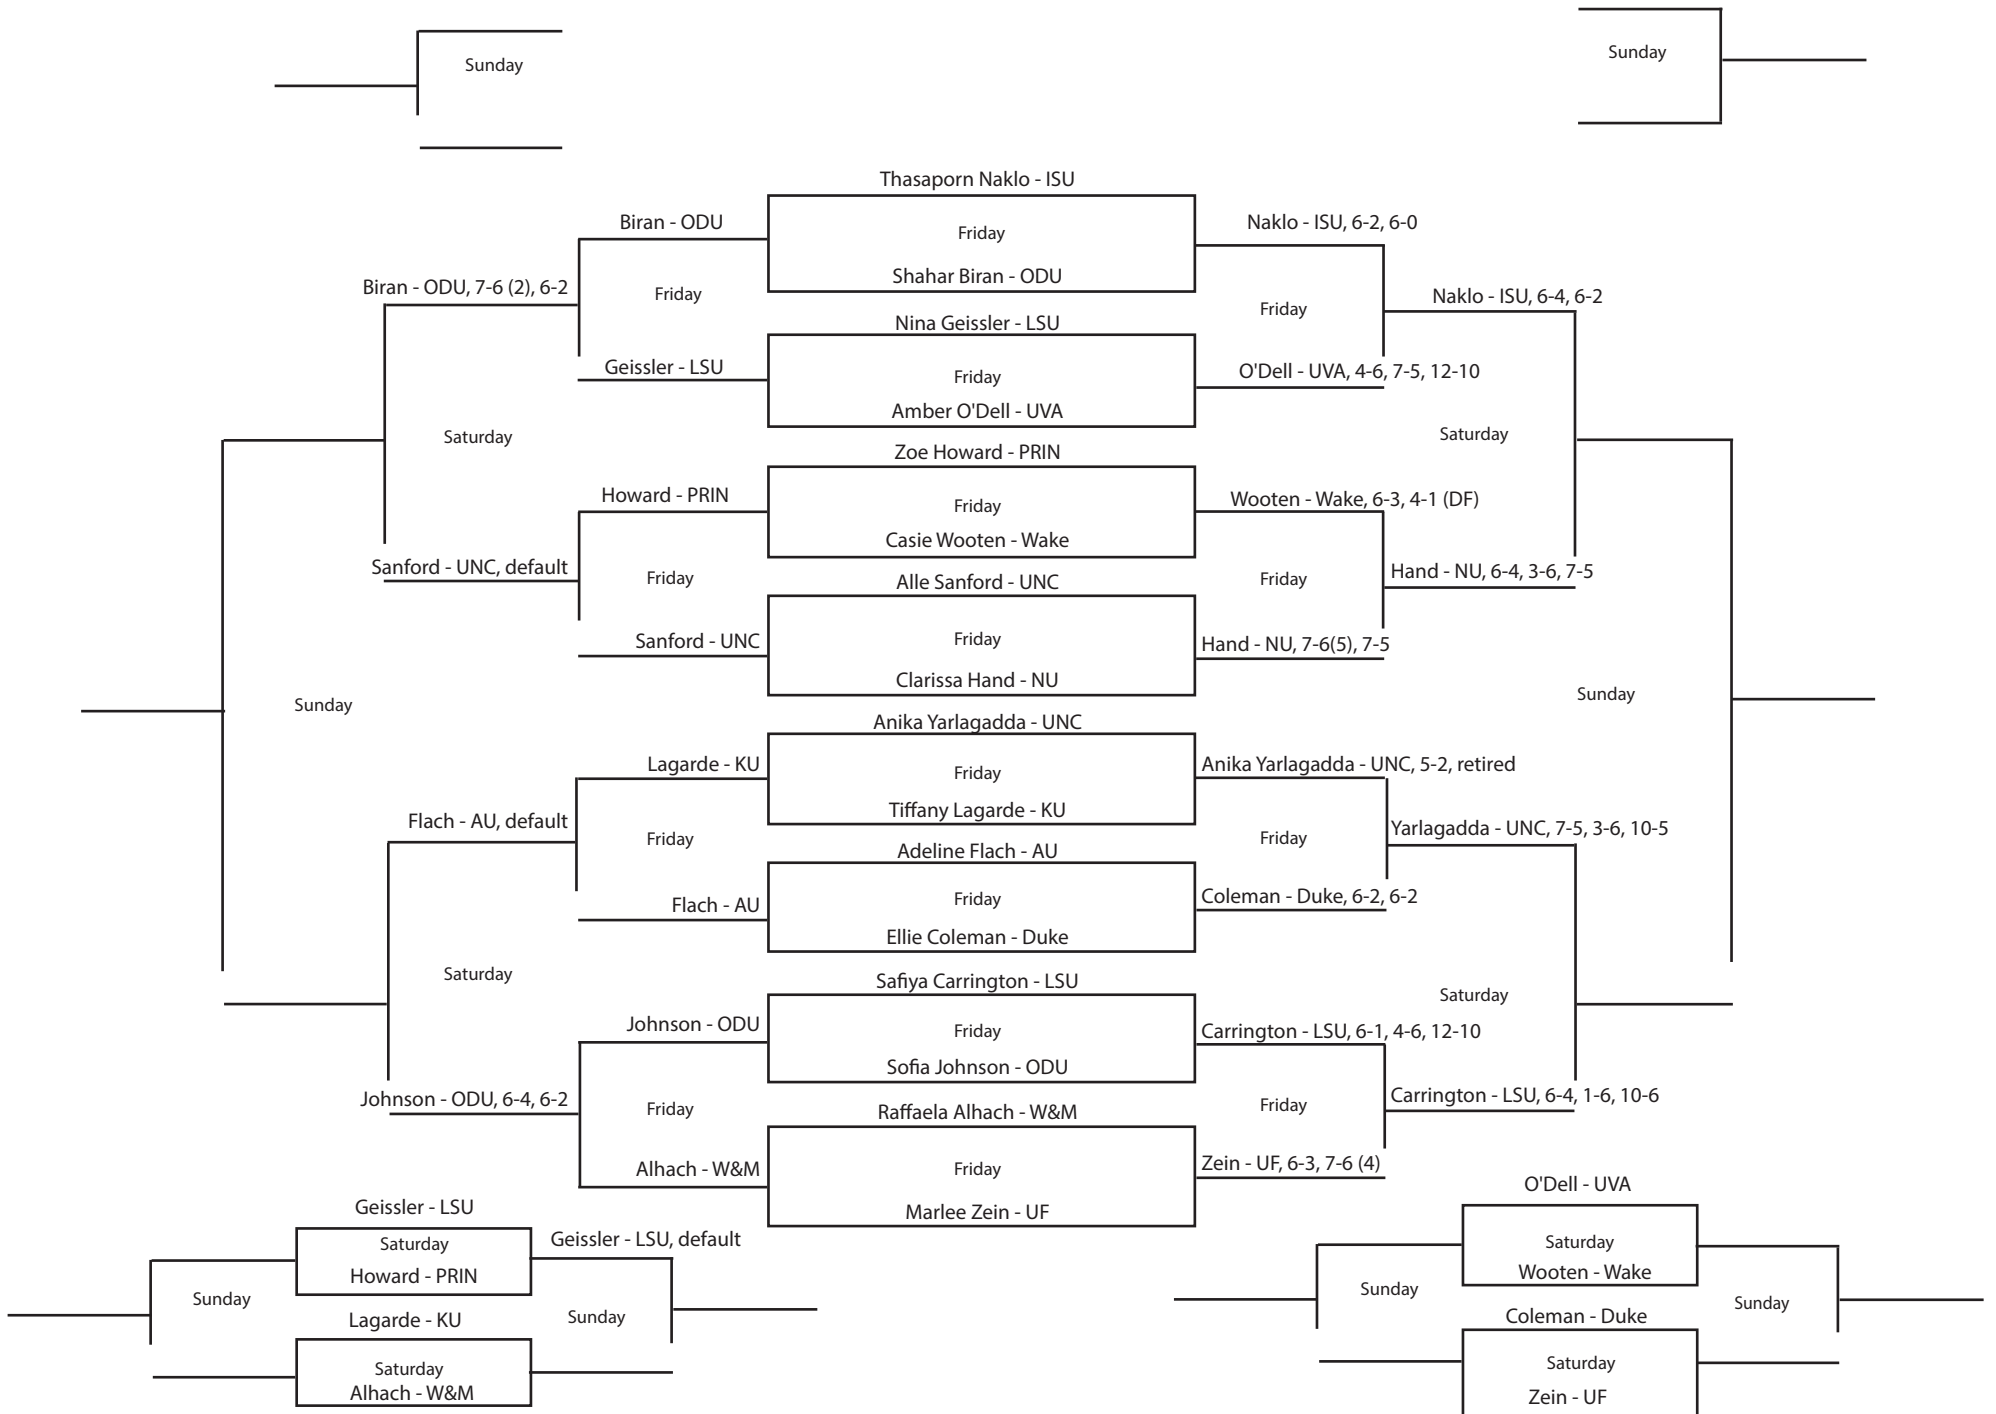 Sunday
Sunday
Thasaporn Naklo - ISU
Biran - ODU
Friday
Naklo - ISU, 6-2, 6-0
Shahar Biran - ODU
Biran - ODU, 7-6 (2), 6-2
Friday
Friday
Naklo - ISU, 6-4, 6-2
Nina Geissler - LSU
Geissler - LSU
Friday
O'Dell - UVA, 4-6, 7-5, 12-10
Amber O'Dell - UVA
Saturday
Saturday
Zoe Howard - PRIN
Howard - PRIN
Friday
Wooten - Wake, 6-3, 4-1 (DF)
Casie Wooten - Wake
Sanford - UNC, default
Friday
Friday
Hand - NU, 6-4, 3-6, 7-5
Alle Sanford - UNC
Sanford - UNC
Friday
Hand - NU, 7-6(5), 7-5
Clarissa Hand - NU
Sunday
Sunday
Anika Yarlagadda - UNC
Lagarde - KU
Friday
Anika Yarlagadda - UNC, 5-2, retired
Tiffany Lagarde - KU
Flach - AU, default
Friday
Friday
Yarlagadda - UNC, 7-5, 3-6, 10-5
Adeline Flach - AU
Flach - AU
Friday
Coleman - Duke, 6-2, 6-2
Ellie Coleman - Duke
Saturday
Saturday
Safiya Carrington - LSU
Johnson - ODU
Friday
Carrington - LSU, 6-1, 4-6, 12-10
Sofia Johnson - ODU
Johnson - ODU, 6-4, 6-2
Friday
Friday
Carrington - LSU, 6-4, 1-6, 10-6
Raffaela Alhach - W&M
Alhach - W&M
Friday
Zein - UF, 6-3, 7-6 (4)
Marlee Zein - UF
Geissler - LSU
Saturday
Geissler - LSU, default
Howard - PRIN
Sunday
Sunday
Lagarde - KU
Saturday
Alhach - W&M
O'Dell - UVA
Saturday
Wooten - Wake
Sunday
Sunday
Coleman - Duke
Saturday
Zein - UF